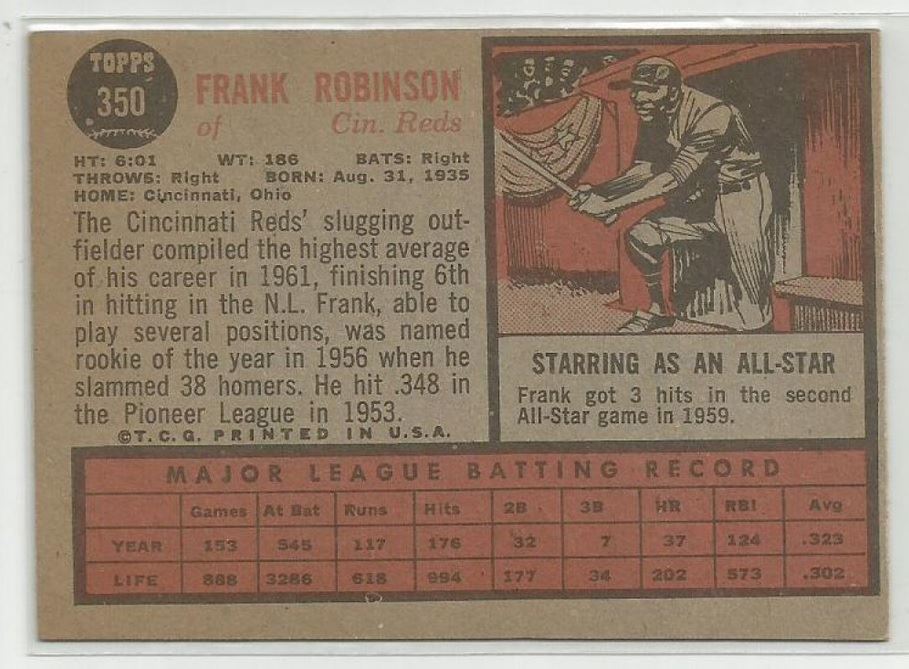 TOPPS
350
FRANK ROBINSON
of Cin. Reds
HT: 6:01 WT: 186 BATS: Right
THROWS: Right BORN: Aug. 31, 1935
HOME: Cincinnati, Ohio
The Cincinnati Reds' slugging out-
fielder compiled the highest average
of his career in 1961, finishing 6th
in hitting in the N.L. Frank, able to
play several positions, was named
rookie of the year in 1956 when he
slammed 38 homers. He hit .348 in
the Pioneer League in 1953.
©T.C.G. PRINTED IN U.S.A.
STARRING AS AN ALL-STAR
Frank got 3 hits in the second
All-Star game in 1959.
MAJOR LEAGUE BATTING RECORD
Games At Bat Runs Hits 2B 3B HR RBI Avg
YEAR 153 545 117 176 32 7 37 124 .323
LIFE 888 3286 618 994 177 34 202 573 .302